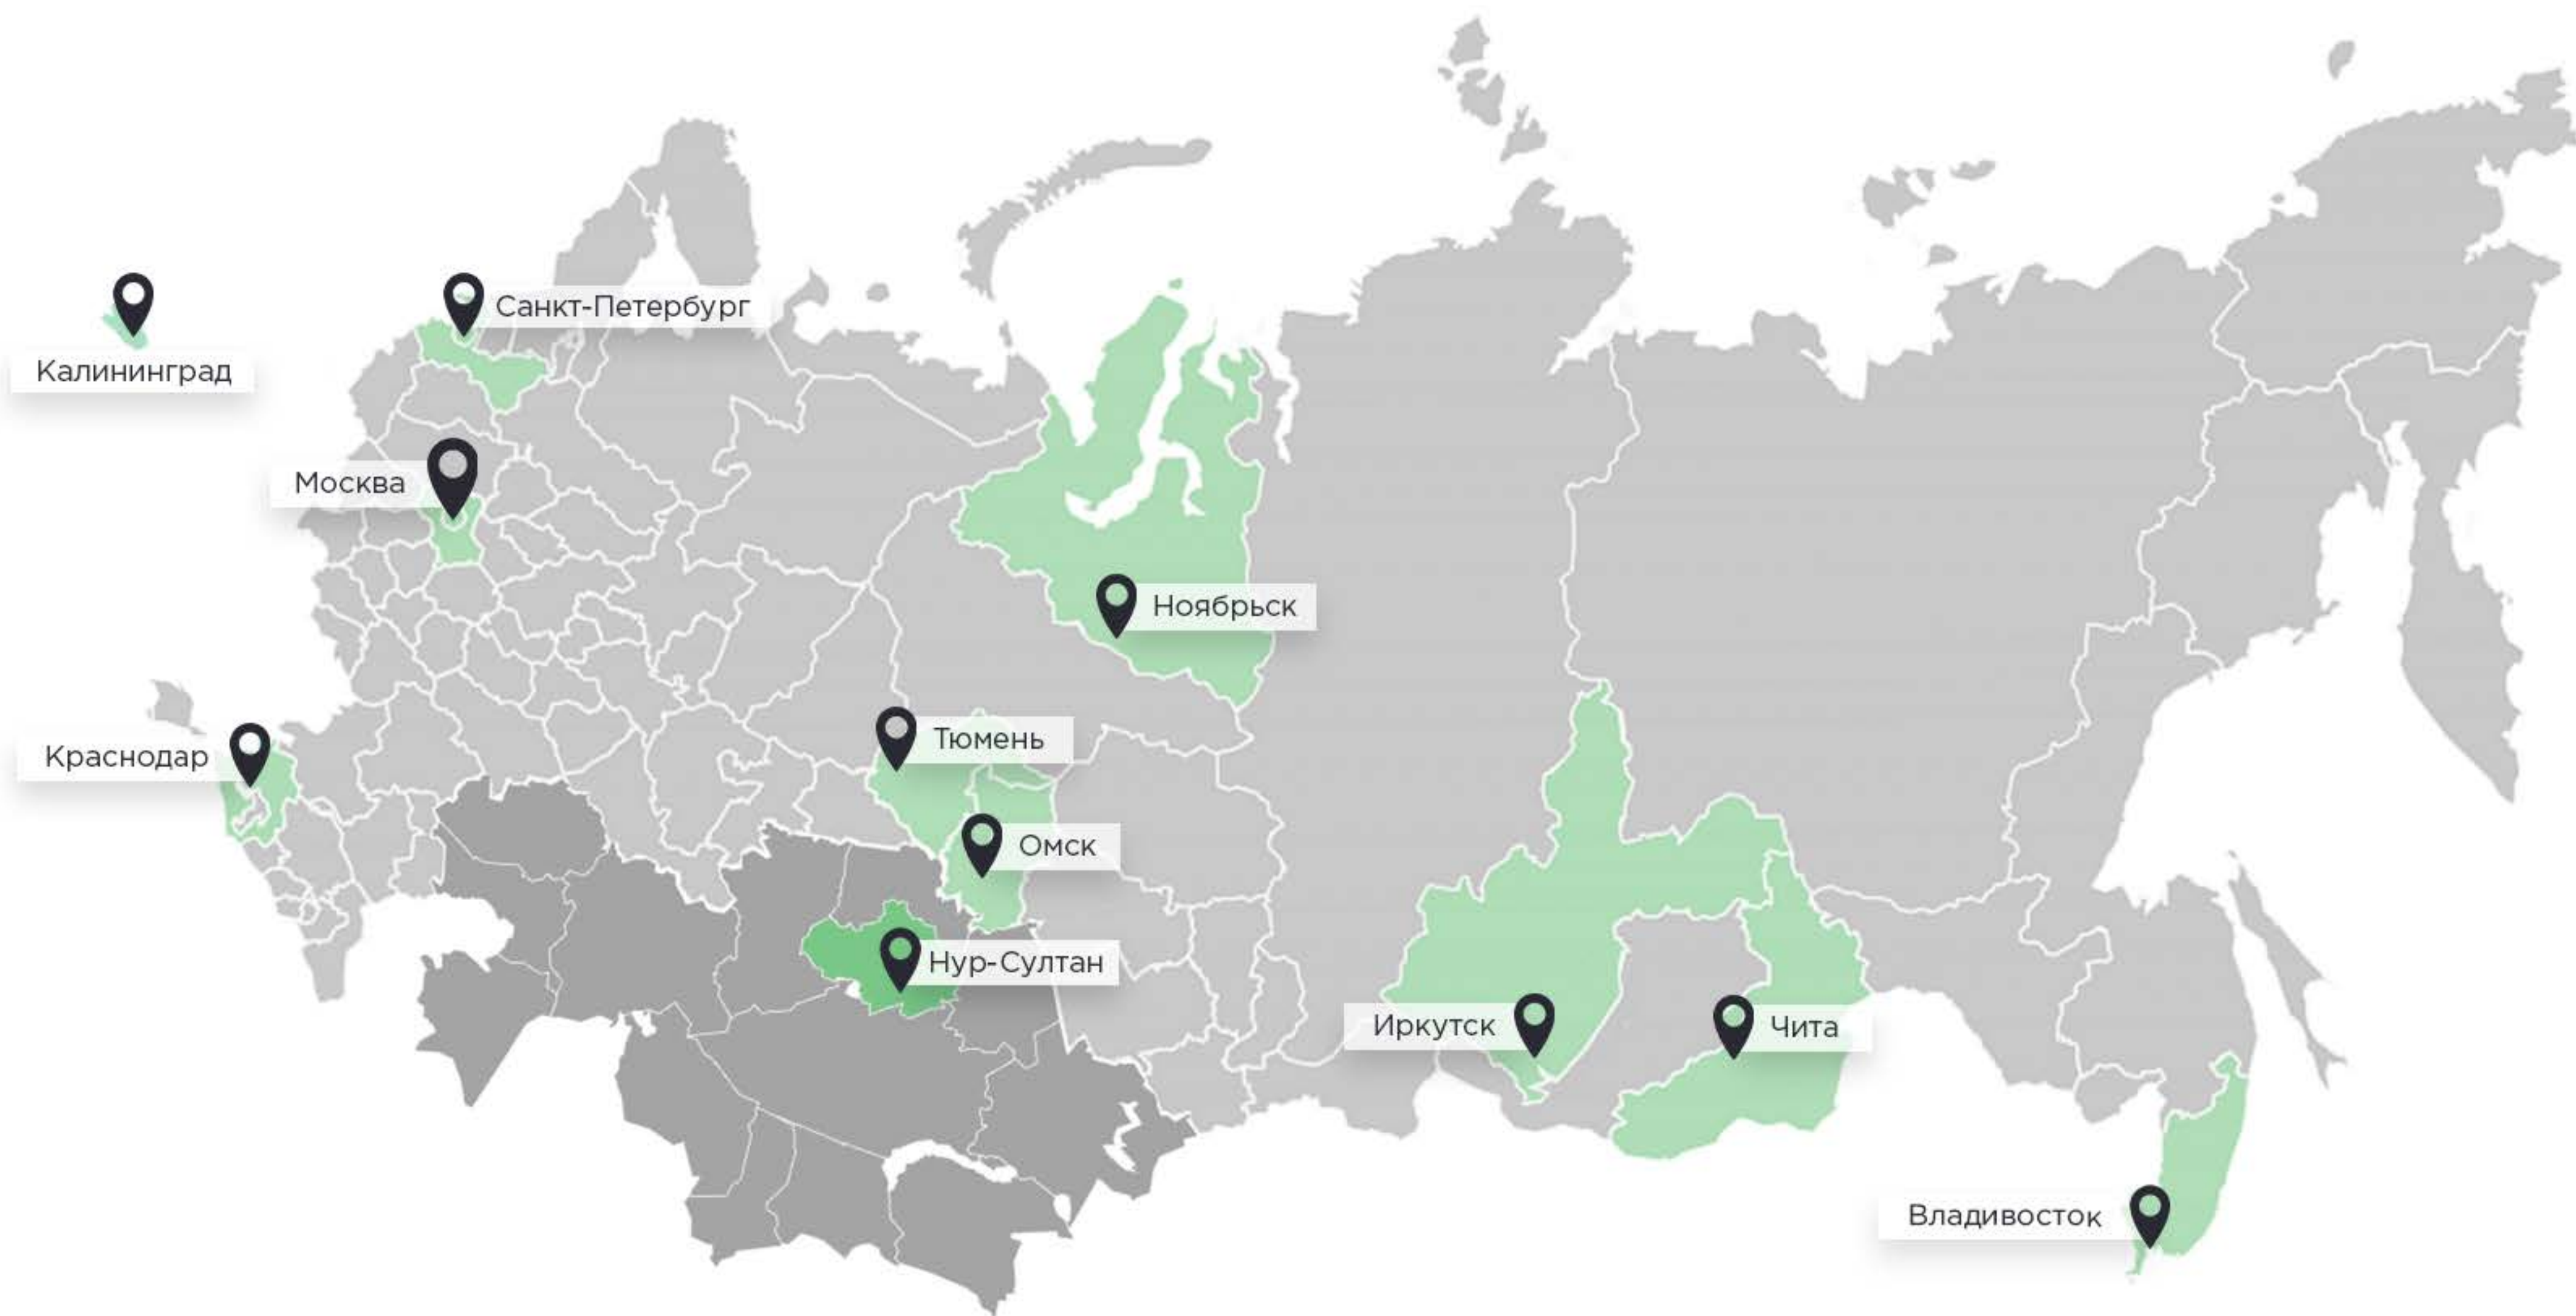 Санкт-Петербург
Калининград
Москва
Ноябрьск
Тюмень
Краснодар
Омск
Нур-Султан
Иркутск
Чита
Владивосток